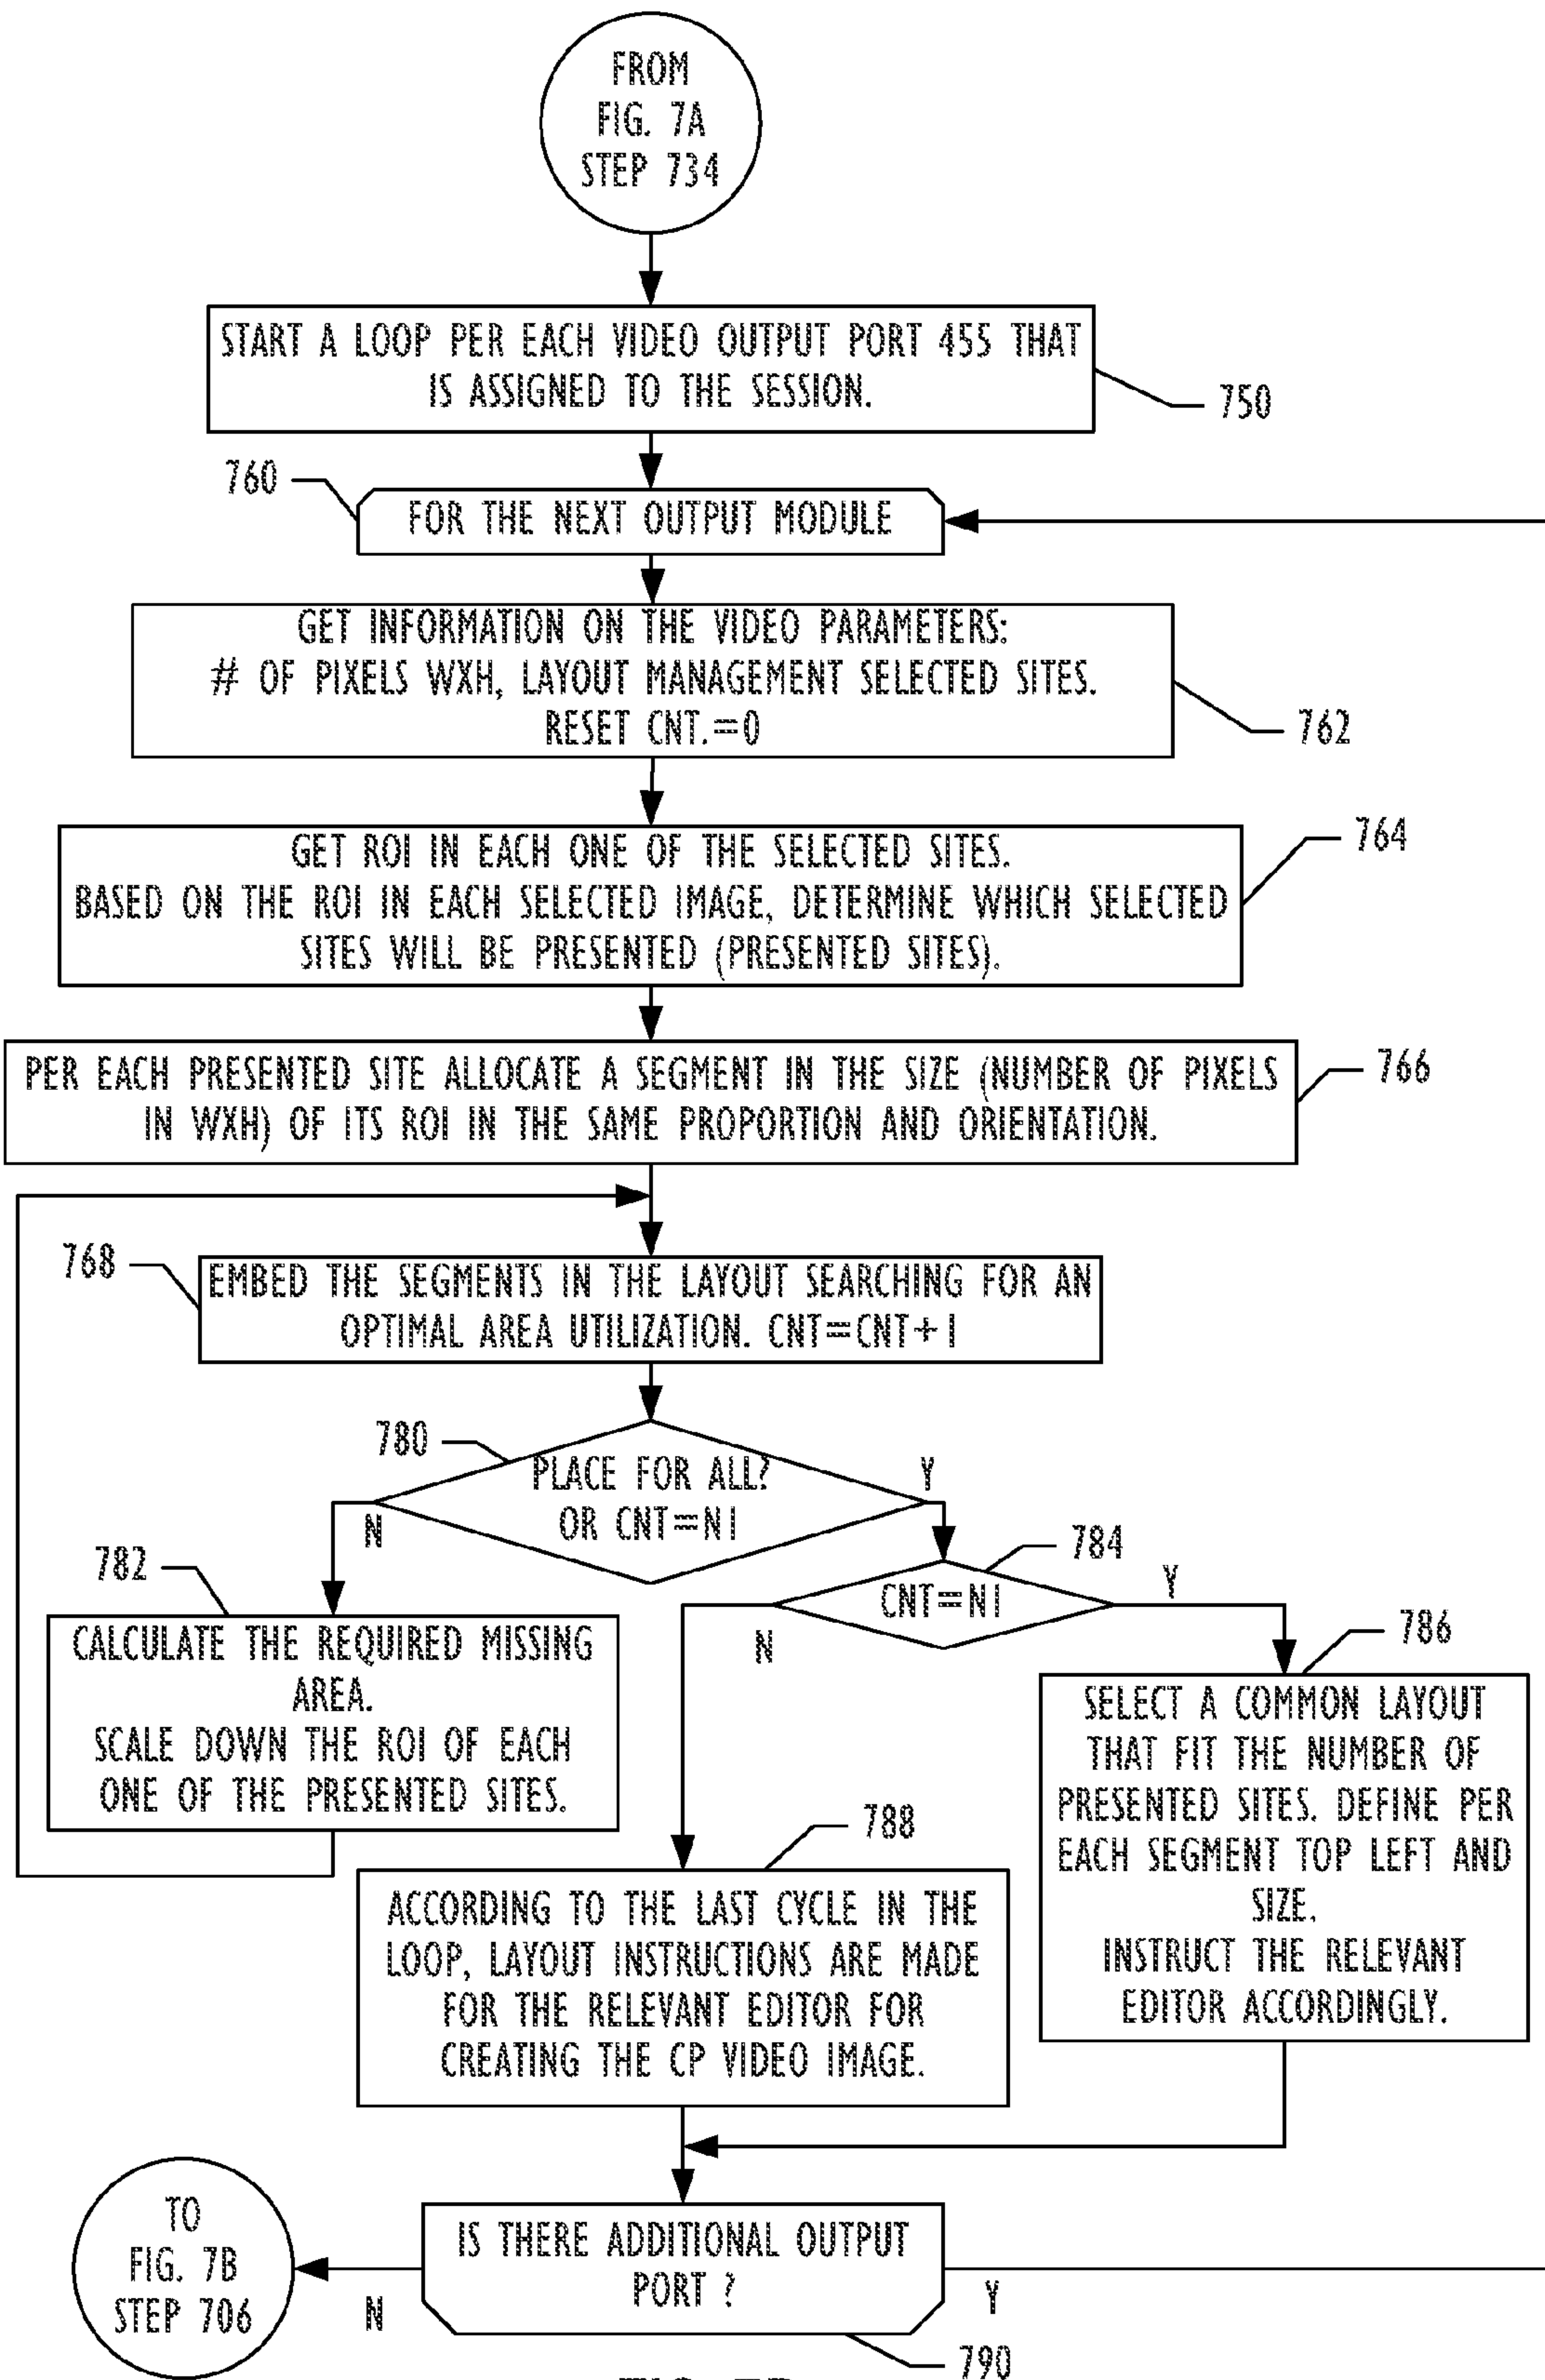 FROM
FIG. 7A
STEP 734
START A LOOP PER EACH VIDEO OUTPUT PORT 455 THAT
IS ASSIGNED TO THE SESSION.
750
760
FOR THE NEXT OUTPUT MODULE
GET INFORMATION ON THE VIDEO PARAMETERS:
# OF PIXELS WXH, LAYOUT MANAGEMENT SELECTED SITES.
RESET CNT.=0
762
GET ROI IN EACH ONE OF THE SELECTED SITES.
BASED ON THE ROI IN EACH SELECTED IMAGE, DETERMINE WHICH SELECTED
SITES WILL BE PRESENTED (PRESENTED SITES).
764
PER EACH PRESENTED SITE ALLOCATE A SEGMENT IN THE SIZE (NUMBER OF PIXELS
IN WXH) OF ITS ROI IN THE SAME PROPORTION AND ORIENTATION.
766
768
EMBED THE SEGMENTS IN THE LAYOUT SEARCHING FOR AN
OPTIMAL AREA UTILIZATION. CNT=CNT+1
780
PLACE FOR ALL?
OR CNT=N1
Y
N
784
CNT=N1
Y
N
782
CALCULATE THE REQUIRED MISSING
AREA.
SCALE DOWN THE ROI OF EACH
ONE OF THE PRESENTED SITES.
786
SELECT A COMMON LAYOUT
THAT FIT THE NUMBER OF
PRESENTED SITES. DEFINE PER
EACH SEGMENT TOP LEFT AND
SIZE.
INSTRUCT THE RELEVANT
EDITOR ACCORDINGLY.
788
ACCORDING TO THE LAST CYCLE IN THE
LOOP, LAYOUT INSTRUCTIONS ARE MADE
FOR THE RELEVANT EDITOR FOR
CREATING THE CP VIDEO IMAGE.
TO
FIG. 7B
STEP 706
N
IS THERE ADDITIONAL OUTPUT
PORT ?
Y
790